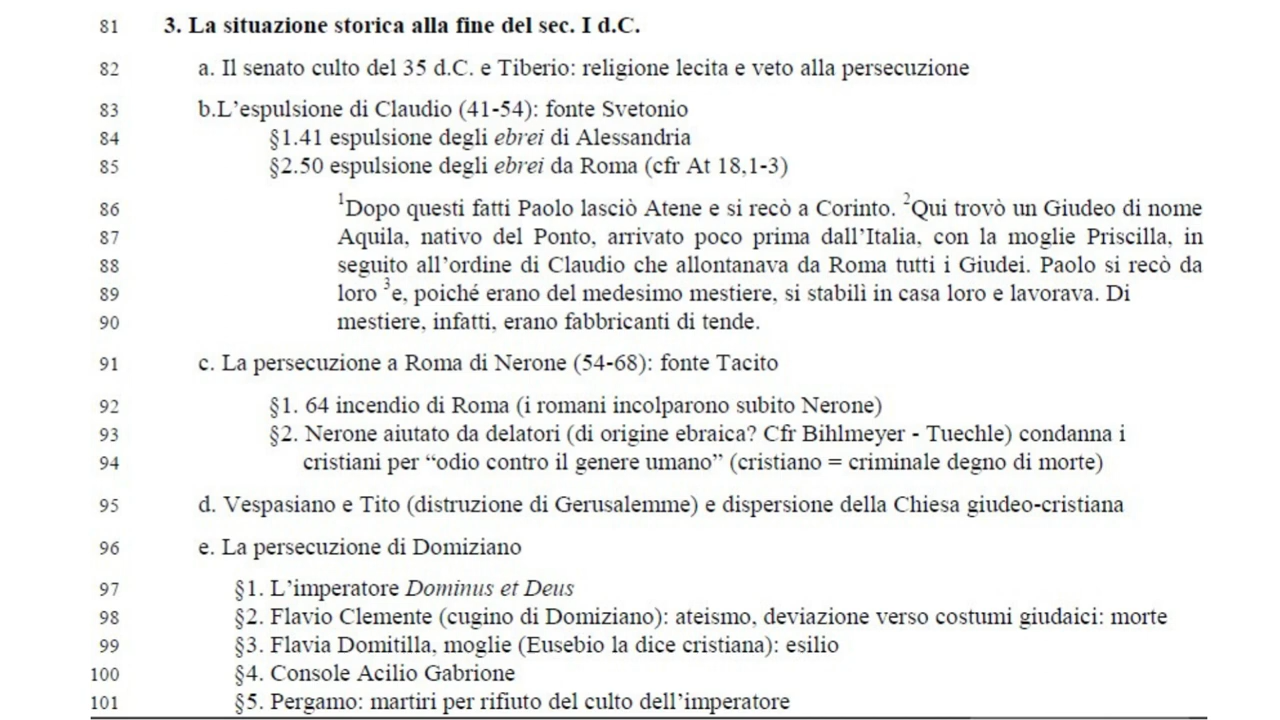 81 3. La situazione storica alla fine del sec. I d.C.
82 a. Il senato culto del 35 d.C. e Tiberio: religione lecita e veto alla persecuzione
83 b.L’espulsione di Claudio (41-54): fonte Svetonio
84 §1.41 espulsione degli ebrei di Alessandria
85 §2.50 espulsione degli ebrei da Roma (cfr At 18,1-3)
86 1Dopo questi fatti Paolo lasciò Atene e si recò a Corinto. 2Qui trovò un Giudeo di nome
87 Aquila, nativo del Ponto, arrivato poco prima dall’Italia, con la moglie Priscilla, in
88 seguito all’ordine di Claudio che allontanava da Roma tutti i Giudei. Paolo si recò da
89 loro 3e, poiché erano del medesimo mestiere, si stabilì in casa loro e lavorava. Di
90 mestiere, infatti, erano fabbricanti di tende.
91 c. La persecuzione a Roma di Nerone (54-68): fonte Tacito
92 §1. 64 incendio di Roma (i romani incolparono subito Nerone)
93 §2. Nerone aiutato da delatori (di origine ebraica? Cfr Bihlmeyer - Tuechle) condanna i
94 cristiani per “odio contro il genere umano” (cristiano = criminale degno di morte)
95 d. Vespasiano e Tito (distruzione di Gerusalemme) e dispersione della Chiesa giudeo-cristiana
96 e. La persecuzione di Domiziano
97 §1. L’imperatore Dominus et Deus
98 §2. Flavio Clemente (cugino di Domiziano): ateismo, deviazione verso costumi giudaici: morte
99 §3. Flavia Domitilla, moglie (Eusebio la dice cristiana): esilio
100 §4. Console Acilio Gabrione
101 §5. Pergamo: martiri per rifiuto del culto dell’imperatore